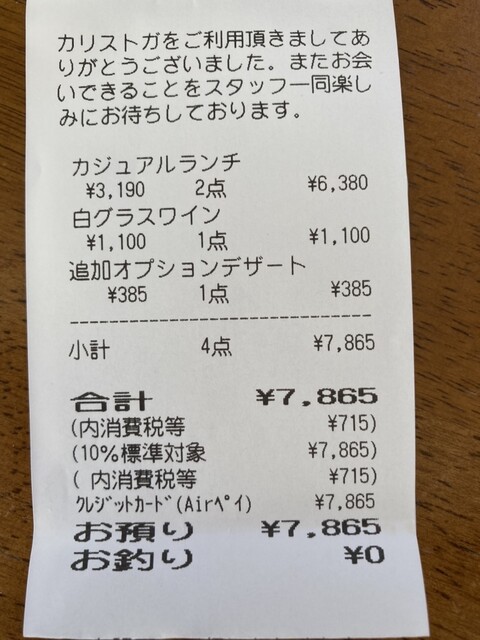 カリストガをご利用頂きましてあ
りがとうございました。またお会
いできることをスタッフ一同楽し
みにお待ちしております。
カジュアルランチ
¥3,190 2点 ¥6,380
白グラスワイン
¥1,100 1点 ¥1,100
追加オプションデザート
¥385 1点 ¥385
------------------------------
小計 4点 ¥7,865
合計 ¥7,865
(内消費税等 ¥715)
(10%標準対象 ¥7,865)
( 内消費税等 ¥715)
ｸﾚｼﾞｯﾄｶｰﾄﾞ(Airﾍﾟｲ) ¥7,865
お預り ¥7,865
お釣り ¥0